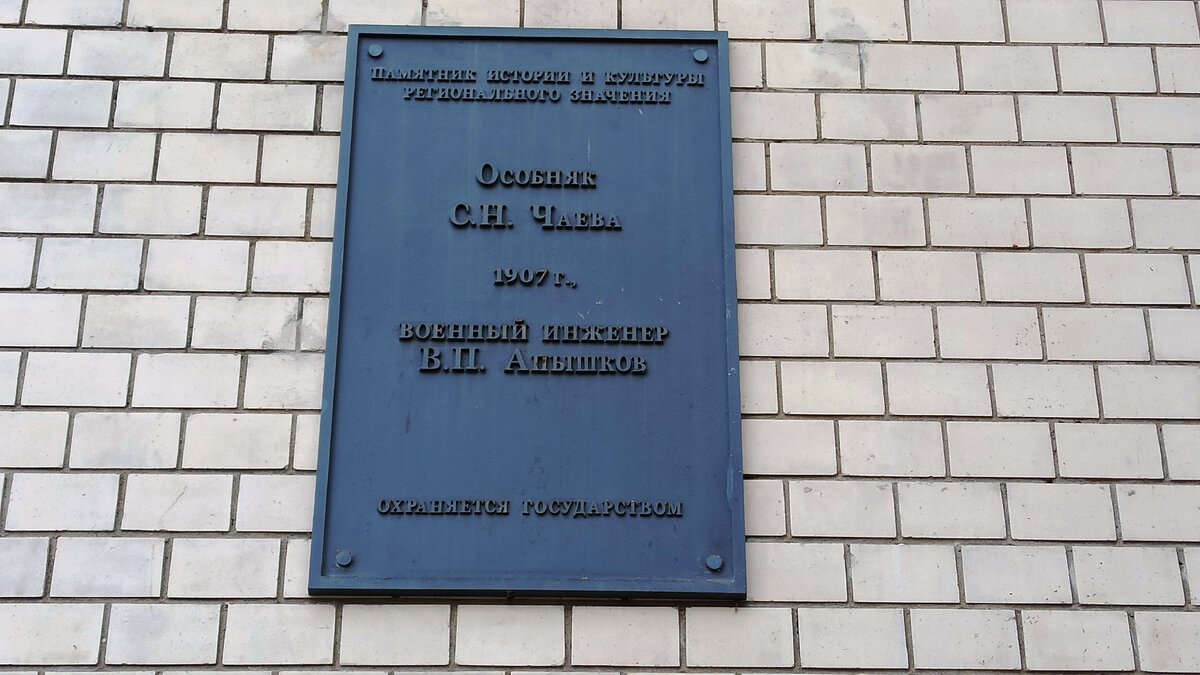 Памятник истории и культуры
регионального значения
Особняк
С.Н. Чаева
1907 г.,
военный инженер
В.П. Апышков
охраняется государством